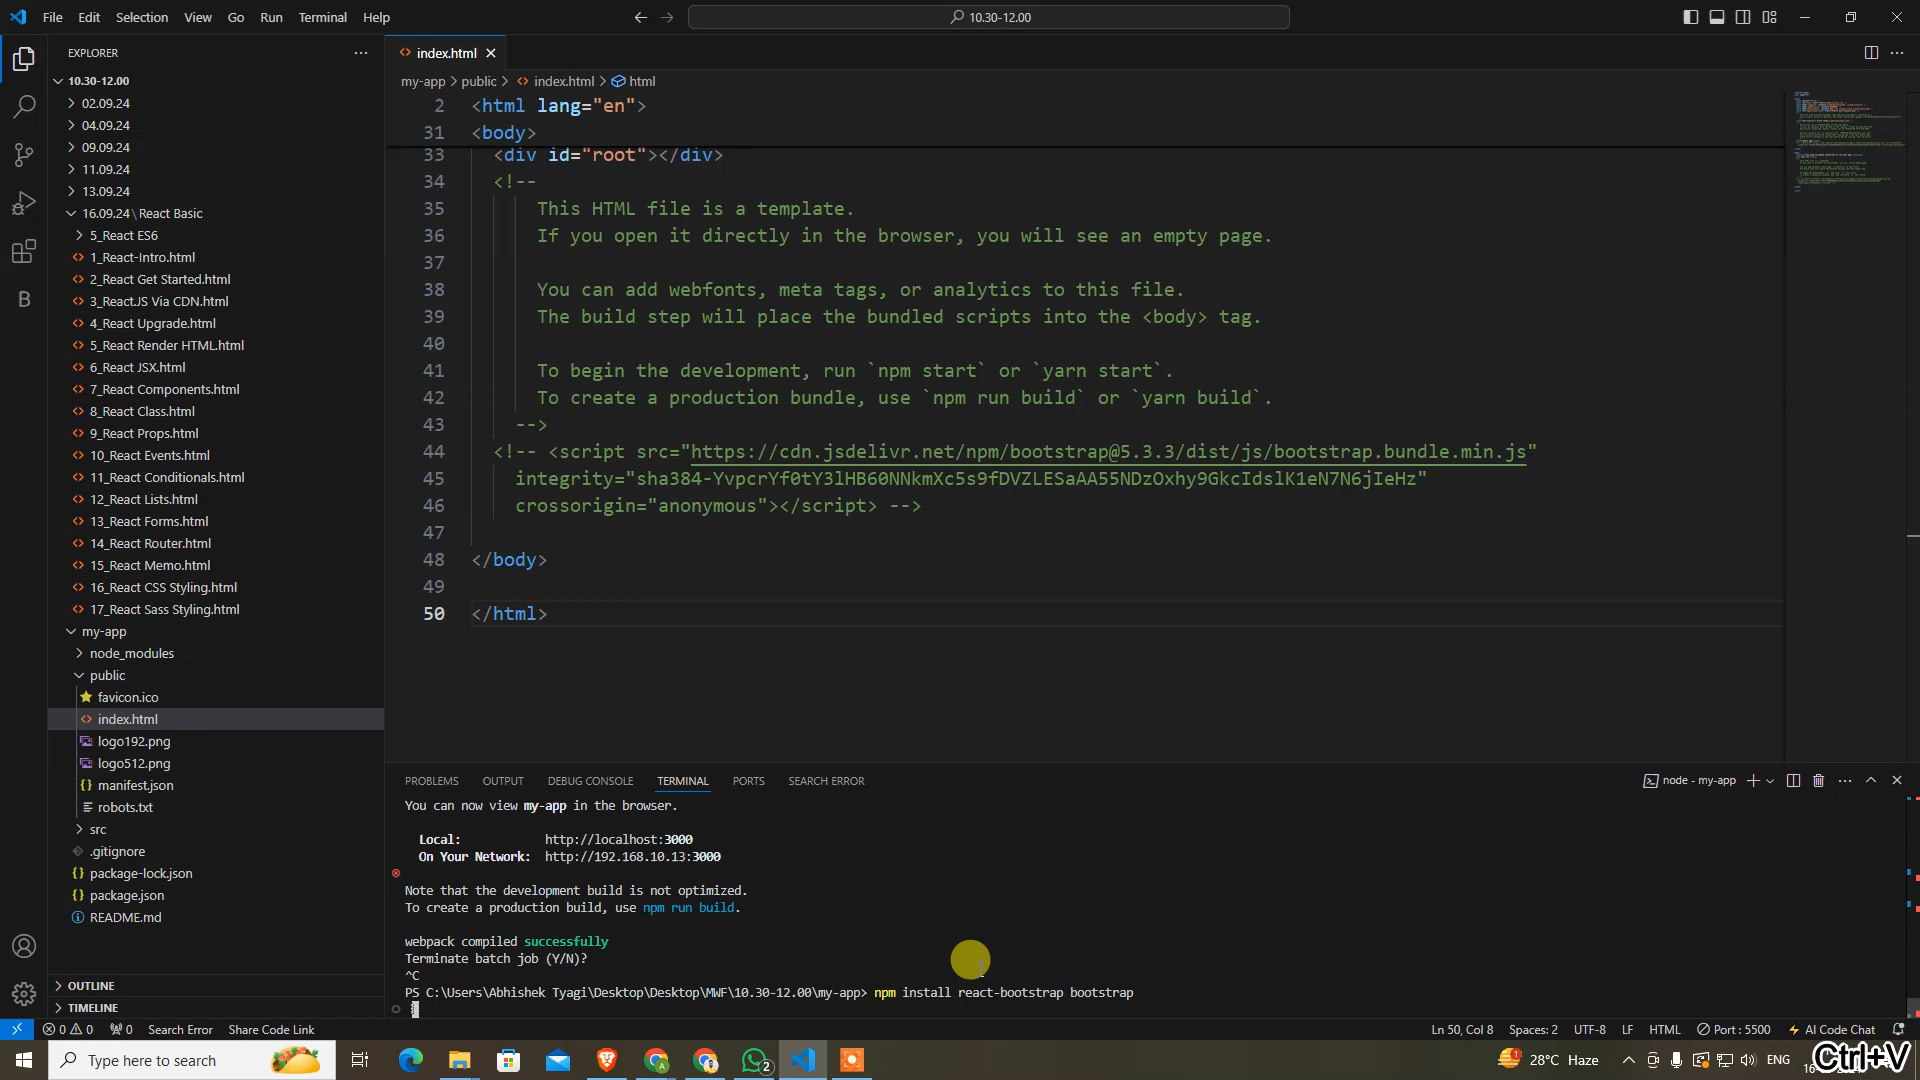 File Edit Selection View Go Run Terminal Help
10.30-12.00
EXPLORER
10.30-12.00
02.09.24
04.09.24
09.09.24
11.09.24
13.09.24
16.09.24\React Basic
5_React ES6
1_React-Intro.html
2_React Get Started.html
3_React.JS Via CDN.html
4_React Upgrade.html
5_React Render HTML.html
6_React JSX.html
7_React Components.html
8_React Class.html
9_React Props.html
10_React Events.html
11_React Conditionals.html
12_React Lists.html
13_React Forms.html
14_React Router.html
15_React Memo.html
16_React CSS Styling.html
17_React Sass Styling.html
my-app
node_modules
public
favicon.ico
index.html
logo192.png
logo512.png
manifest.json
robots.txt
src
.gitignore
package-lock.json
package.json
README.md
OUTLINE
TIMELINE
index.html
my-app > public > index.html > html
2 <html lang="en">
31 <body>
33 <div id="root"></div>
34 <!--
35 This HTML file is a template.
36 If you open it directly in the browser, you will see an empty page.
37
38 You can add webfonts, meta tags, or analytics to this file.
39 The build step will place the bundled scripts into the <body> tag.
40
41 To begin the development, run `npm start` or `yarn start`.
42 To create a production bundle, use `npm run build` or `yarn build`.
43 -->
44 <!-- <script src="https://cdn.jsdelivr.net/npm/bootstrap@5.3.3/dist/js/bootstrap.bundle.min.js"
45 integrity="sha384-YvpcrYf0tY3lHB60NNkmXc5s9fDVZLESaAA55NDzOxhy9GkcIdslK1eN7N6jIeHz"
46 crossorigin="anonymous"></script> -->
47
48 </body>
49
50 </html>
PROBLEMS OUTPUT DEBUG CONSOLE TERMINAL PORTS SEARCH ERROR
node - my-app
You can now view my-app in the browser.
Local: http://localhost:3000
On Your Network: http://192.168.10.13:3000
Note that the development build is not optimized.
To create a production build, use npm run build.
webpack compiled successfully
Terminate batch job (Y/N)?
^C
PS C:\Users\Abhishek Tyagi\Desktop\Desktop\MWF\10.30-12.00\my-app> npm install react-bootstrap bootstrap
0 0 0 Search Error Share Code Link
Ln 50, Col 8 Spaces: 2 UTF-8 LF HTML Port : 5500 AI Code Chat
Type here to search
28°C Haze
ENG
Ctrl+V